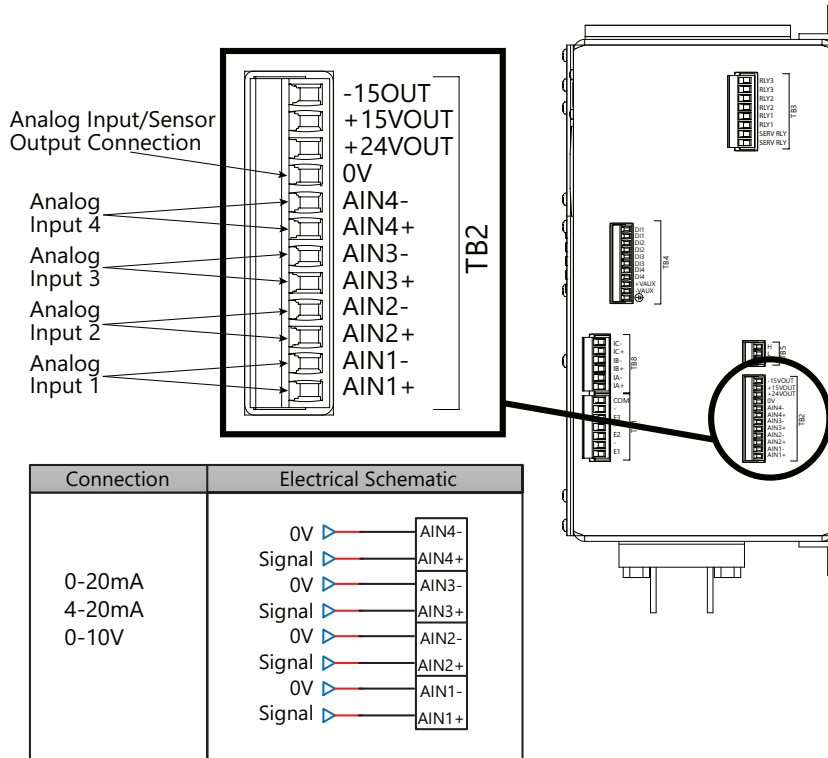 -15OUT
+15VOUT
+24VOUT
0V
AIN4-
AIN4+
AIN3-
AIN3+
AIN2-
AIN2+
AIN1-
AIN1+
TB2
Analog Input/Sensor
Output Connection
Analog
Input 4
Analog
Input 3
Analog
Input 2
Analog
Input 1
RLY3
RLY3
RLY2
RLY2
RLY1
RLY1
SERV RLY
SERV RLY
TB3
DI1
DI1
DI2
DI2
DI3
DI3
DI4
DI4
+VAUX
-VAUX
TB4
IC-
IC+
IB-
IB+
IA-
IA+
TB8
COM
-
E3
-
E2
-
E1
H
TB5
-15VOUT
+15VOUT
+24VOUT
0V
AIN4-
AIN4+
AIN3-
AIN3+
AIN2-
AIN2+
AIN1-
AIN1+
TB2
Connection
Electrical Schematic
0-20mA
4-20mA
0-10V
0V AIN4-
Signal AIN4+
0V AIN3-
Signal AIN3+
0V AIN2-
Signal AIN2+
0V AIN1-
Signal AIN1+